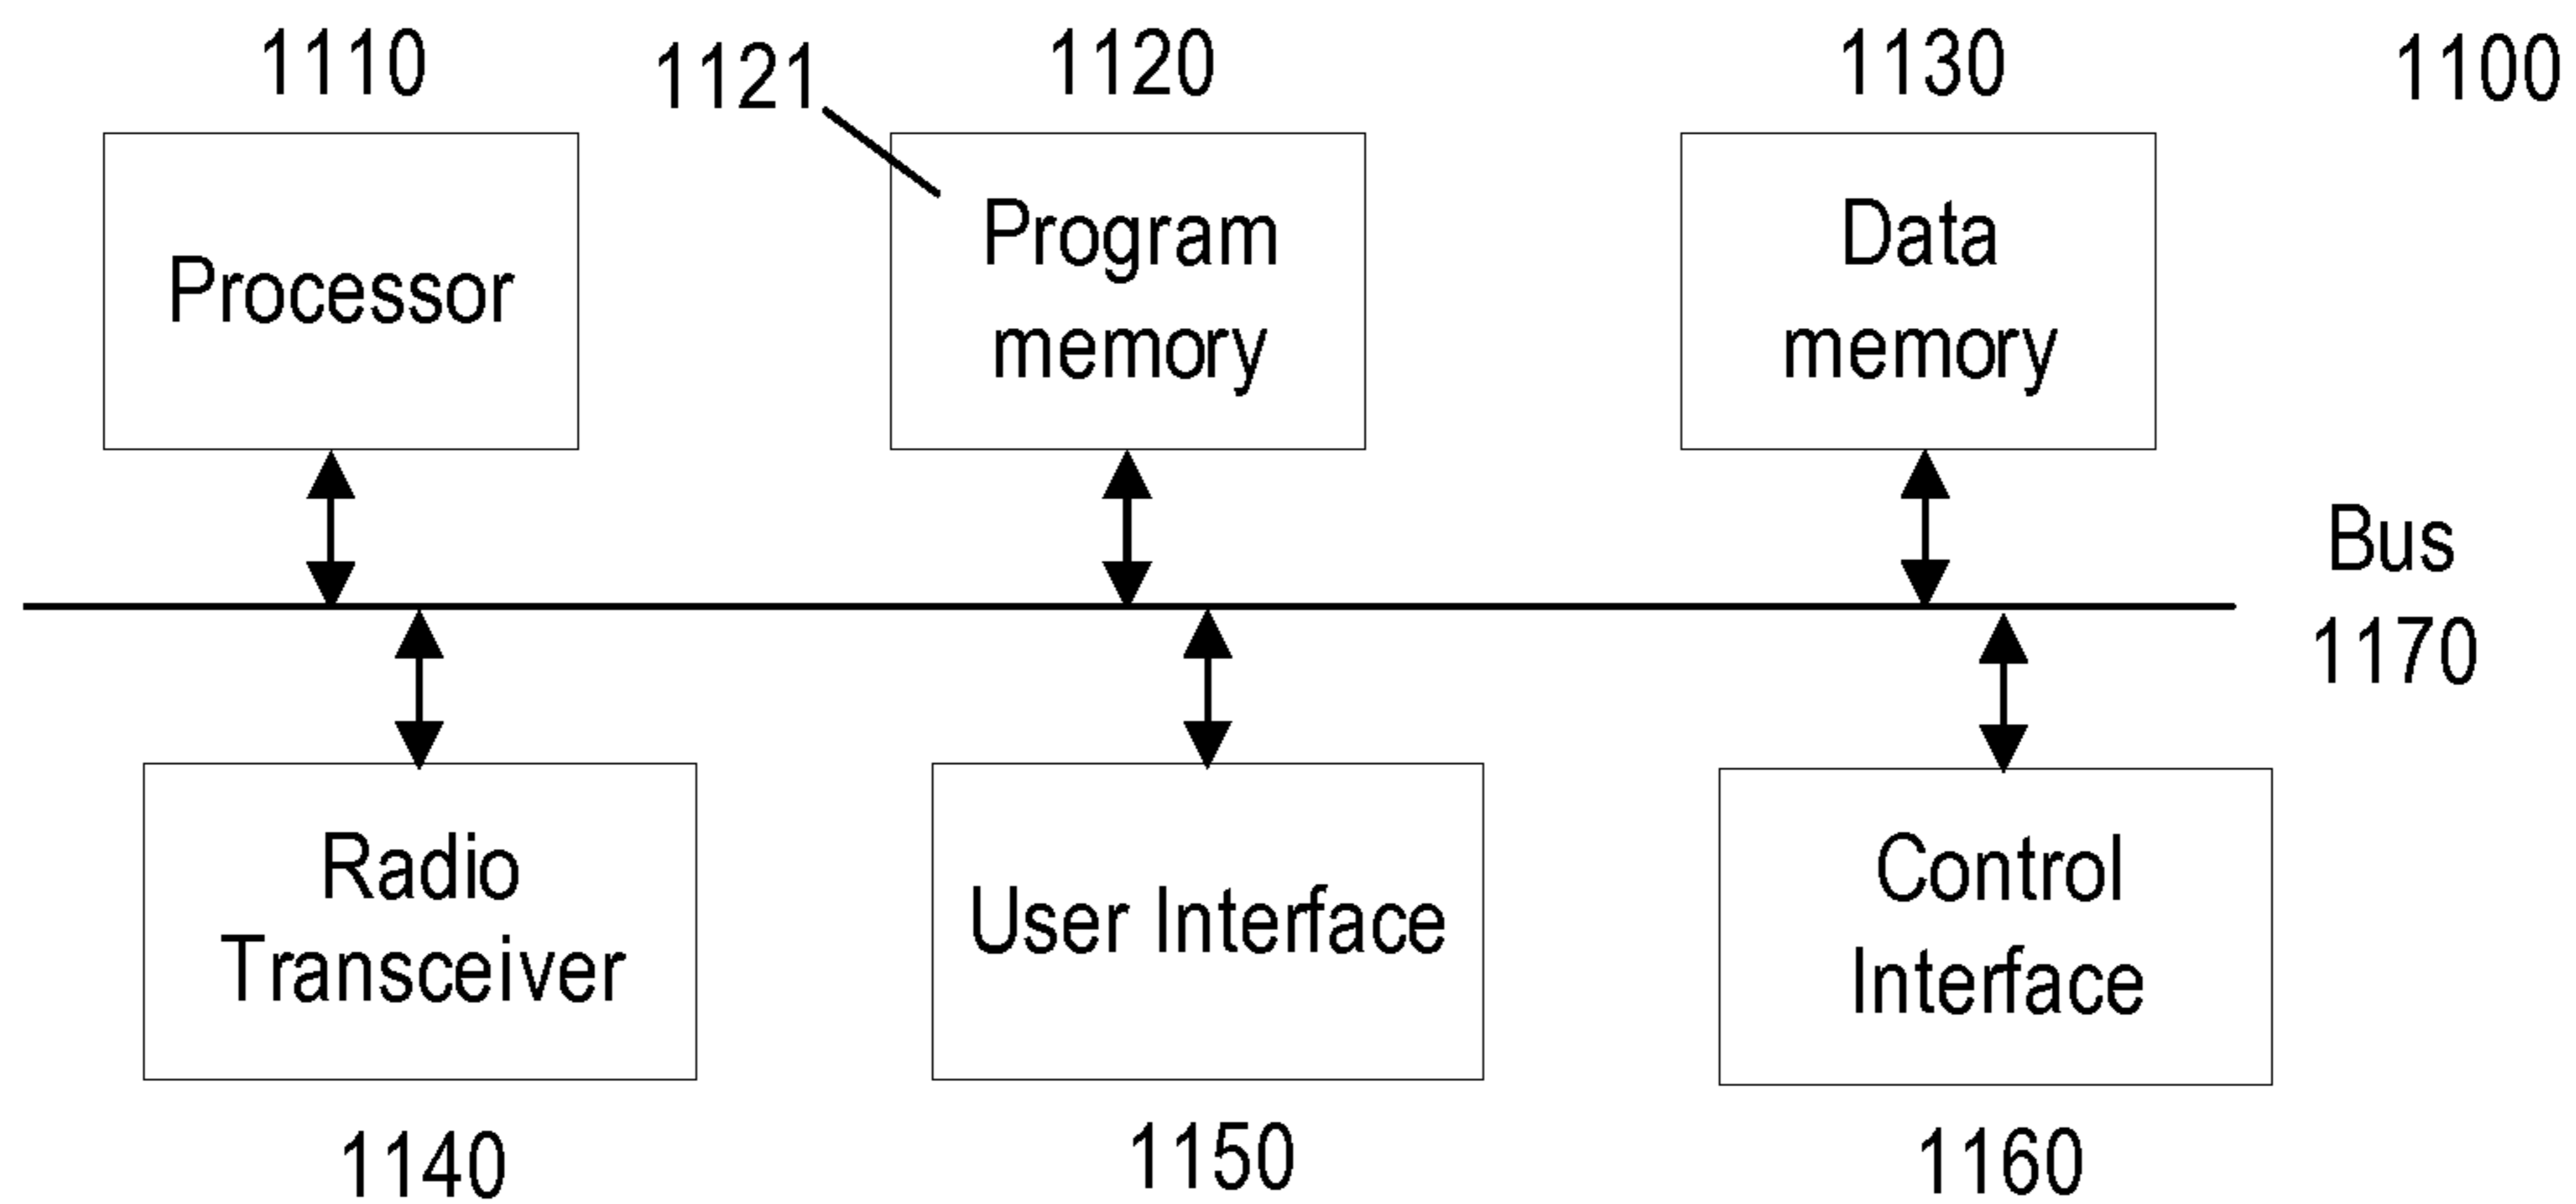 1110
1121
1120
1130
1100
Processor
Program
memory
Data
memory
Bus
1170
Radio
Transceiver
User Interface
Control
Interface
1140
1150
1160